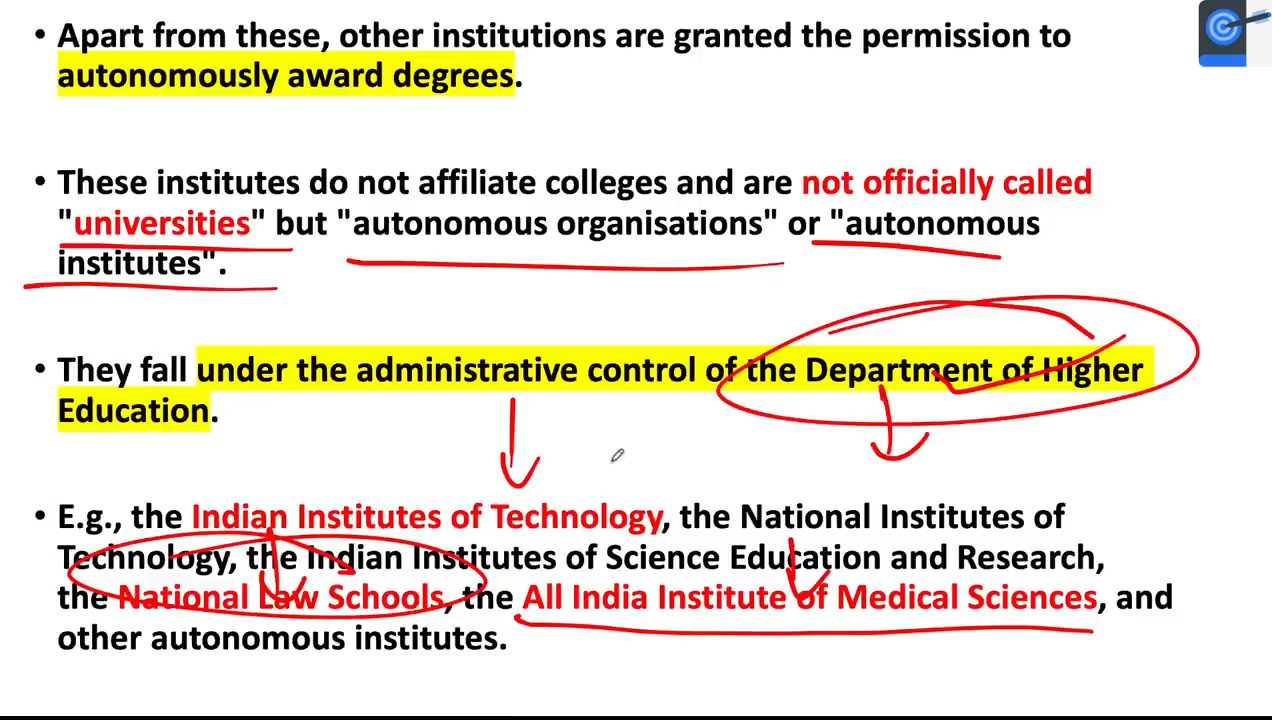 • Apart from these, other institutions are granted the permission to
autonomously award degrees.
• These institutes do not affiliate colleges and are not officially called
"universities" but "autonomous organisations" or "autonomous
institutes".
• They fall under the administrative control of the Department of Higher
Education.
• E.g., the Indian Institutes of Technology, the National Institutes of
Technology, the Indian Institutes of Science Education and Research,
the National Law Schools, the All India Institute of Medical Sciences, and
other autonomous institutes.